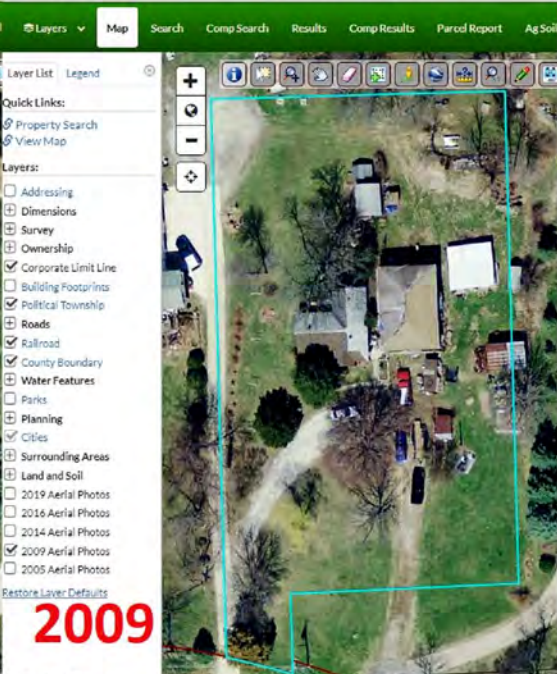 Layers
Map
Search
Comp Search
Results
Comp Results
Parcel Report
Ag Soil
Layer List
Legend
Quick Links:
Property Search
View Map
Layers:
Addressing
Dimensions
Survey
Ownership
Corporate Limit Line
Building Footprints
Political Township
Roads
Railroad
County Boundary
Water Features
Parks
Planning
Cities
Surrounding Areas
Land and Soil
2019 Aerial Photos
2016 Aerial Photos
2014 Aerial Photos
2009 Aerial Photos
2005 Aerial Photos
Restore Layer Defaults
2009